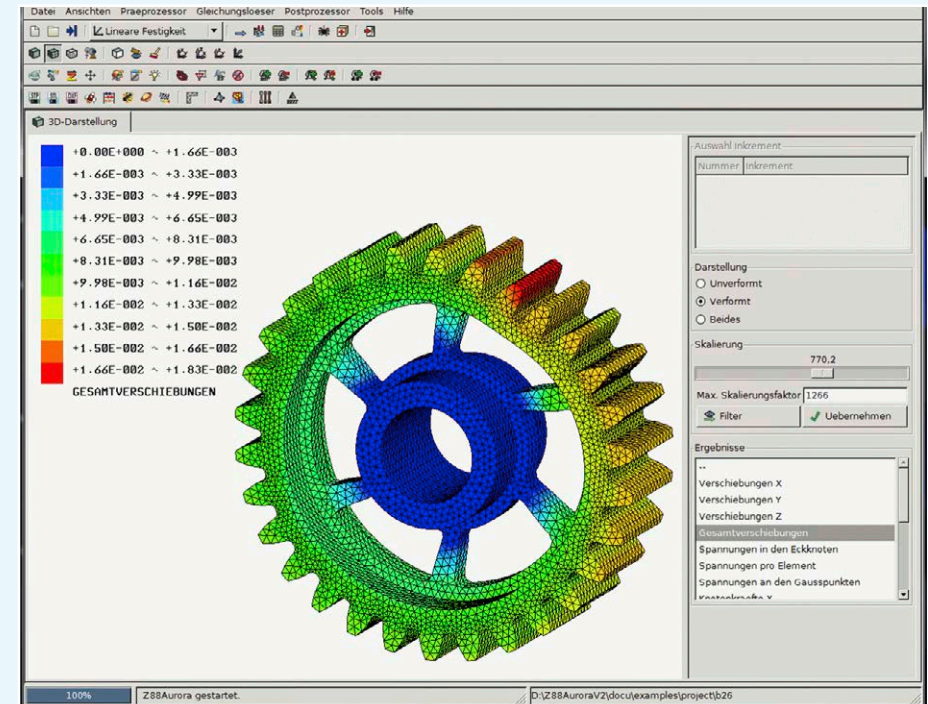 Datei Ansichten Praeprozessor Gleichungsloeser Postprozessor Tools Hilfe
Lineare Festigkeit
3D-Darstellung
+0.00E+000 ~ +1.66E-003
+1.66E-003 ~ +3.33E-003
+3.33E-003 ~ +4.99E-003
+4.99E-003 ~ +6.65E-003
+6.65E-003 ~ +8.31E-003
+8.31E-003 ~ +9.98E-003
+9.98E-003 ~ +1.16E-002
+1.16E-002 ~ +1.33E-002
+1.33E-002 ~ +1.50E-002
+1.50E-002 ~ +1.66E-002
+1.66E-002 ~ +1.83E-002
GESAMTVERSCHIEBUNGEN
Auswahl Inkrement
Nummer Inkrement
Darstellung
Unverformt
Verformt
Beides
Skalierung
770,2
Max. Skalierungsfaktor 1266
Filter Uebernehmen
Ergebnisse
--
Verschiebungen X
Verschiebungen Y
Verschiebungen Z
Gesamtverschiebungen
Spannungen in den Eckknoten
Spannungen pro Element
Spannungen an den Gausspunkten
Knotenkraefte X
100% Z88Aurora gestartet. D:\Z88AuroraV2\docu\examples\project\b26